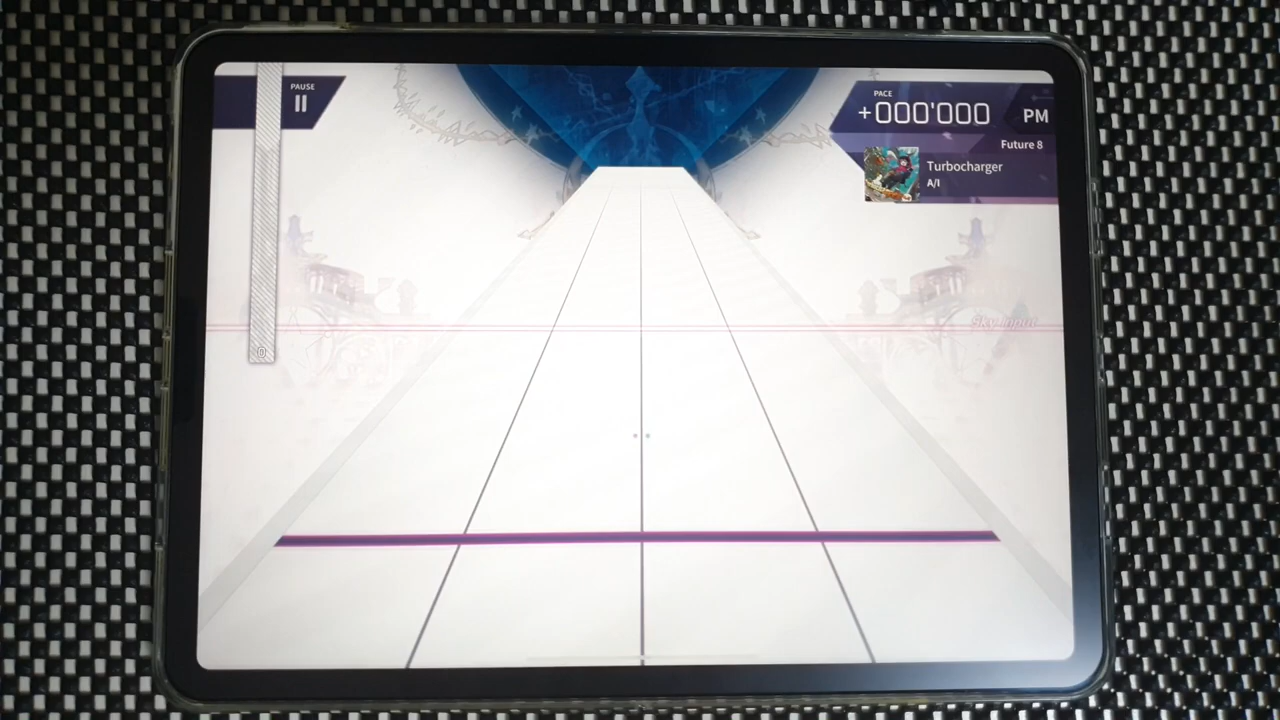 PAUSE
PACE
+000'000
PM
Future 8
Turbocharger
A/I
Sky Input
0